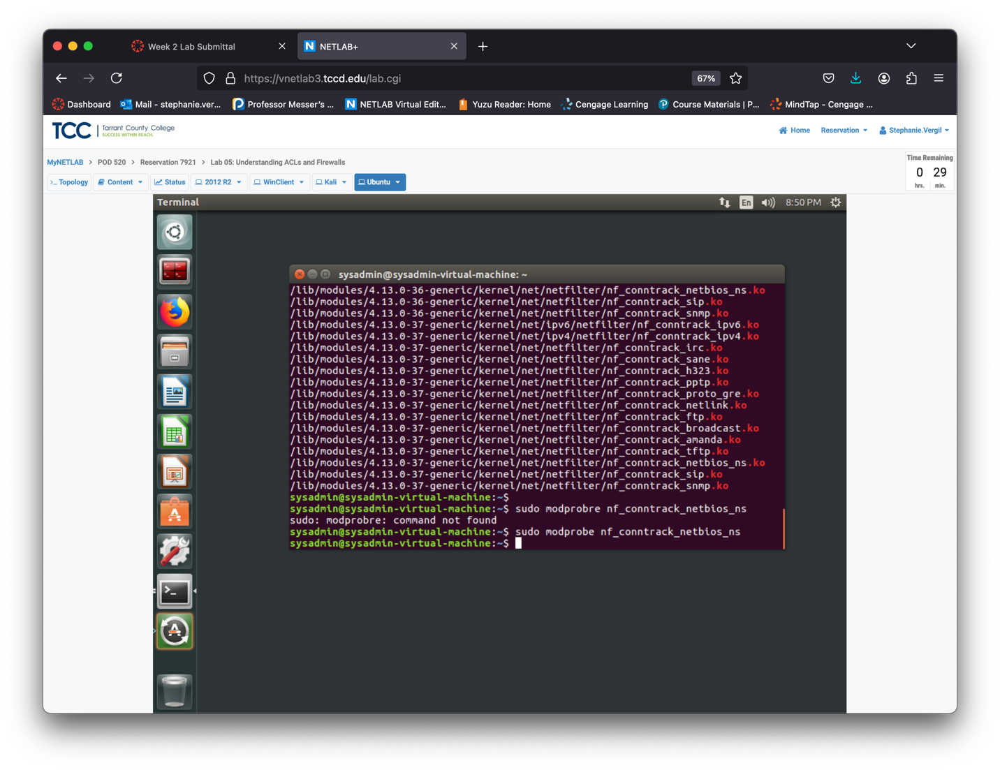 Week 2 Lab Submittal
NETLAB+
https://vnetlab3.tccd.edu/lab.cgi
67%
Dashboard
Mail - stephanie.ver...
Professor Messer's ...
NETLAB Virtual Edit...
Yuzu Reader: Home
Cengage Learning
Course Materials | P...
MindTap - Cengage ...
TCC
Tarrant County College
SUCCESS WITHIN REACH.
Home
Reservation
Stephanie.Vergil
MyNETLAB > POD 520 > Reservation 7921 > Lab 05: Understanding ACLs and Firewalls
Time Remaining
0 29
hrs. min.
>_ Topology
Content
Status
2012 R2
WinClient
Kali
Ubuntu
Terminal
En
8:50 PM
sysadmin@sysadmin-virtual-machine: ~
/lib/modules/4.13.0-36-generic/kernel/net/netfilter/nf_conntrack_netbios_ns.ko
/lib/modules/4.13.0-36-generic/kernel/net/netfilter/nf_conntrack_sip.ko
/lib/modules/4.13.0-36-generic/kernel/net/netfilter/nf_conntrack_snmp.ko
/lib/modules/4.13.0-37-generic/kernel/net/ipv6/netfilter/nf_conntrack_ipv6.ko
/lib/modules/4.13.0-37-generic/kernel/net/ipv4/netfilter/nf_conntrack_ipv4.ko
/lib/modules/4.13.0-37-generic/kernel/net/netfilter/nf_conntrack_irc.ko
/lib/modules/4.13.0-37-generic/kernel/net/netfilter/nf_conntrack_sane.ko
/lib/modules/4.13.0-37-generic/kernel/net/netfilter/nf_conntrack_h323.ko
/lib/modules/4.13.0-37-generic/kernel/net/netfilter/nf_conntrack_pptp.ko
/lib/modules/4.13.0-37-generic/kernel/net/netfilter/nf_conntrack_proto_gre.ko
/lib/modules/4.13.0-37-generic/kernel/net/netfilter/nf_conntrack_netlink.ko
/lib/modules/4.13.0-37-generic/kernel/net/netfilter/nf_conntrack_ftp.ko
/lib/modules/4.13.0-37-generic/kernel/net/netfilter/nf_conntrack_broadcast.ko
/lib/modules/4.13.0-37-generic/kernel/net/netfilter/nf_conntrack_amanda.ko
/lib/modules/4.13.0-37-generic/kernel/net/netfilter/nf_conntrack_tftp.ko
/lib/modules/4.13.0-37-generic/kernel/net/netfilter/nf_conntrack_netbios_ns.ko
/lib/modules/4.13.0-37-generic/kernel/net/netfilter/nf_conntrack_sip.ko
/lib/modules/4.13.0-37-generic/kernel/net/netfilter/nf_conntrack_snmp.ko
sysadmin@sysadmin-virtual-machine:~$
sysadmin@sysadmin-virtual-machine:~$ sudo modprobre nf_conntrack_netbios_ns
sudo: modprobre: command not found
sysadmin@sysadmin-virtual-machine:~$ sudo modprobe nf_conntrack_netbios_ns
sysadmin@sysadmin-virtual-machine:~$